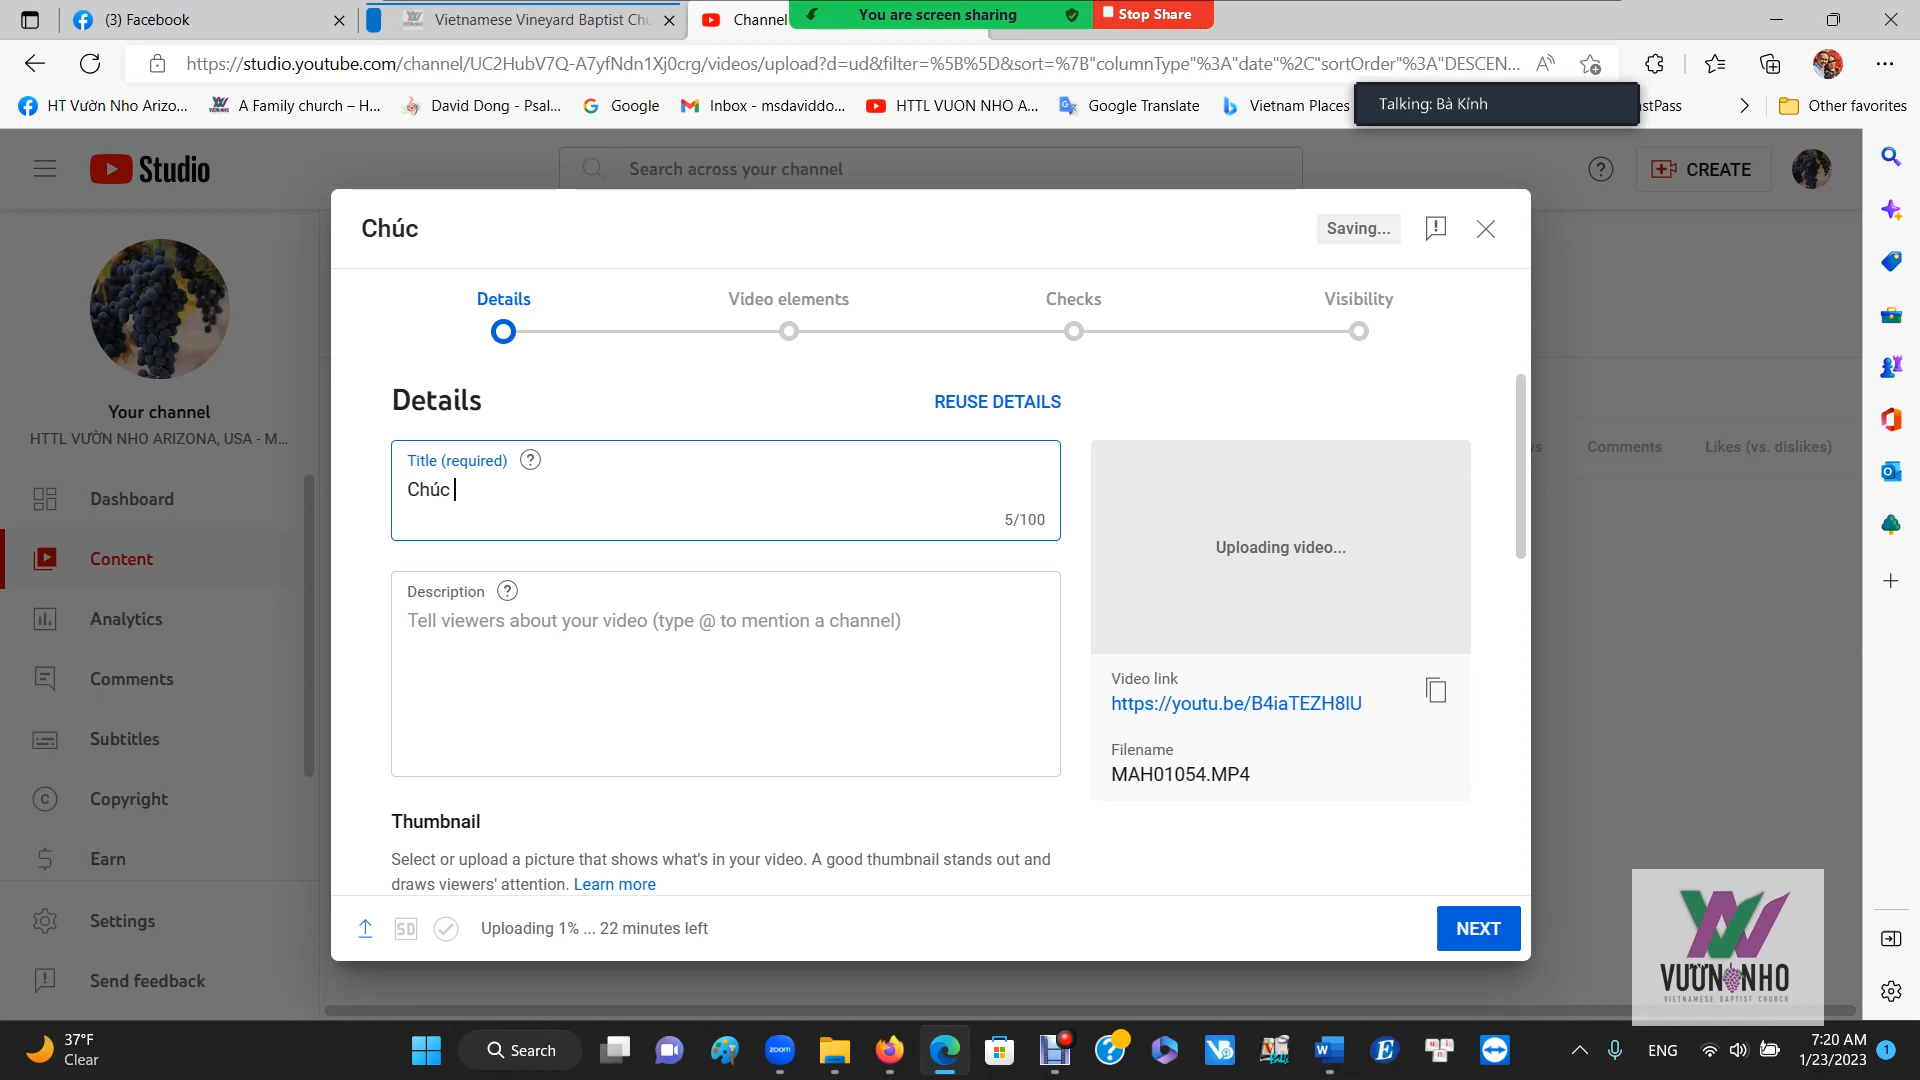 (3) Facebook
Vietnamese Vineyard Baptist Chu
Channel
You are screen sharing
Stop Share
https://studio.youtube.com/channel/UC2HubV7Q-A7yfNdn1Xj0crg/videos/upload?d=ud&filter=%5B%5D&sort=%7B"columnType"%3A"date"%2C"sortOrder"%3A"DESCEN...
HT Vườn Nho Arizo...
A Family church – H...
David Dong - Psal...
Google
Inbox - msdaviddo...
HTTL VUON NHO A...
Google Translate
Vietnam Places
Talking: Bà Kỉnh
astPass
Other favorites
Studio
Search across your channel
CREATE
Chúc
Saving...
Details
Video elements
Checks
Visibility
Your channel
HTTL VƯỜN NHO ARIZONA, USA - M...
Dashboard
Content
Analytics
Comments
Subtitles
Copyright
Earn
Settings
Send feedback
Details
REUSE DETAILS
Title (required)
Chúc
5/100
Description
Tell viewers about your video (type @ to mention a channel)
Thumbnail
Select or upload a picture that shows what's in your video. A good thumbnail stands out and
draws viewers' attention. Learn more
Uploading video...
Video link
https://youtu.be/B4iaTEZH8lU
Filename
MAH01054.MP4
Comments
Likes (vs. dislikes)
SD
Uploading 1% ... 22 minutes left
NEXT
VƯỜN NHO
VIETNAMESE BAPTIST CHURCH
37°F
Clear
Search
zoom
ENG
7:20 AM
1/23/2023
1